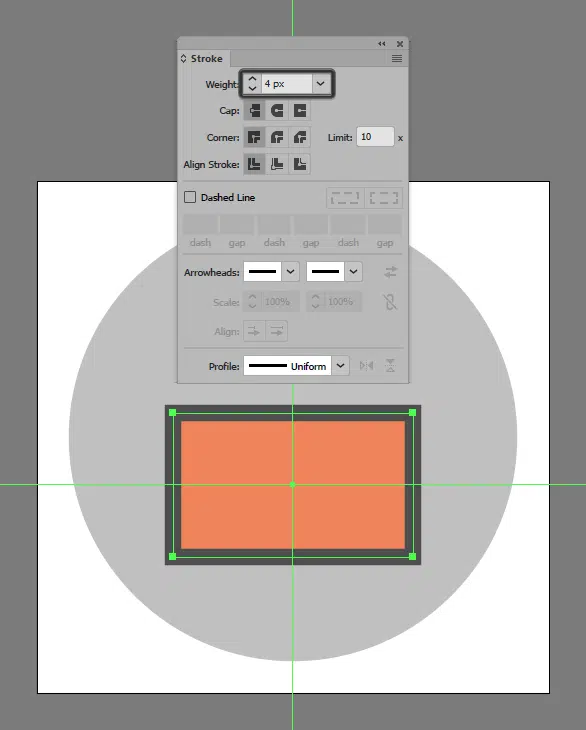 Stroke
Weight: 4 px
Cap:
Corner: Limit: 10 x
Align Stroke:
Dashed Line
dash gap dash gap dash gap
Arrowheads:
Scale: 100% 100%
Align:
Profile: Uniform